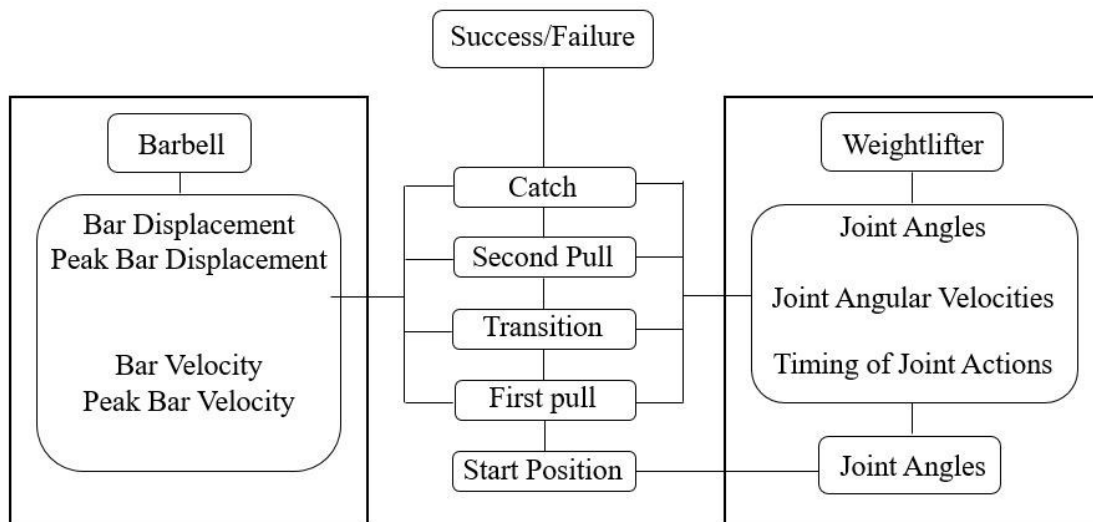 Success/Failure
Barbell
Bar Displacement
Peak Bar Displacement
Bar Velocity
Peak Bar Velocity
Catch
Second Pull
Transition
First pull
Start Position
Weightlifter
Joint Angles
Joint Angular Velocities
Timing of Joint Actions
Joint Angles